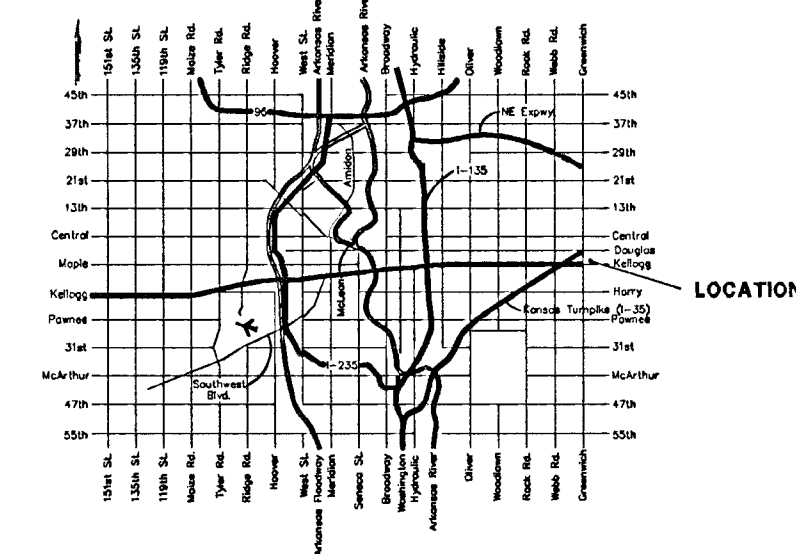 151st St.
135th St.
119th St.
Maize Rd.
Tyler Rd.
Ridge Rd.
Hoover
West St.
Arkansas River
Meridian
Arkansas River
Broadway
Hydraulic
Hillside
Oliver
Woodlawn
Rock Rd.
Webb Rd.
Greenwich
45th
45th
37th
96
NE Expwy.
37th
29th
29th
Amidon
I-135
21st
21st
13th
13th
Central
Central
Douglas
Maple
Kellogg
Kellogg
McLean
Harry
LOCATION
Kansas Turnpike (I-35)
Pawnee
Pawnee
31st
31st
I-235
McArthur
McArthur
Southwest
Blvd.
47th
47th
55th
55th
151st St.
135th St.
119th St.
Maize Rd.
Tyler Rd.
Ridge Rd.
Hoover
West St.
Arkansas Floodway
Meridian
Seneca St.
Broadway
Washington
Hydraulic
Arkansas River
Oliver
Woodlawn
Rock Rd.
Webb Rd.
Greenwich